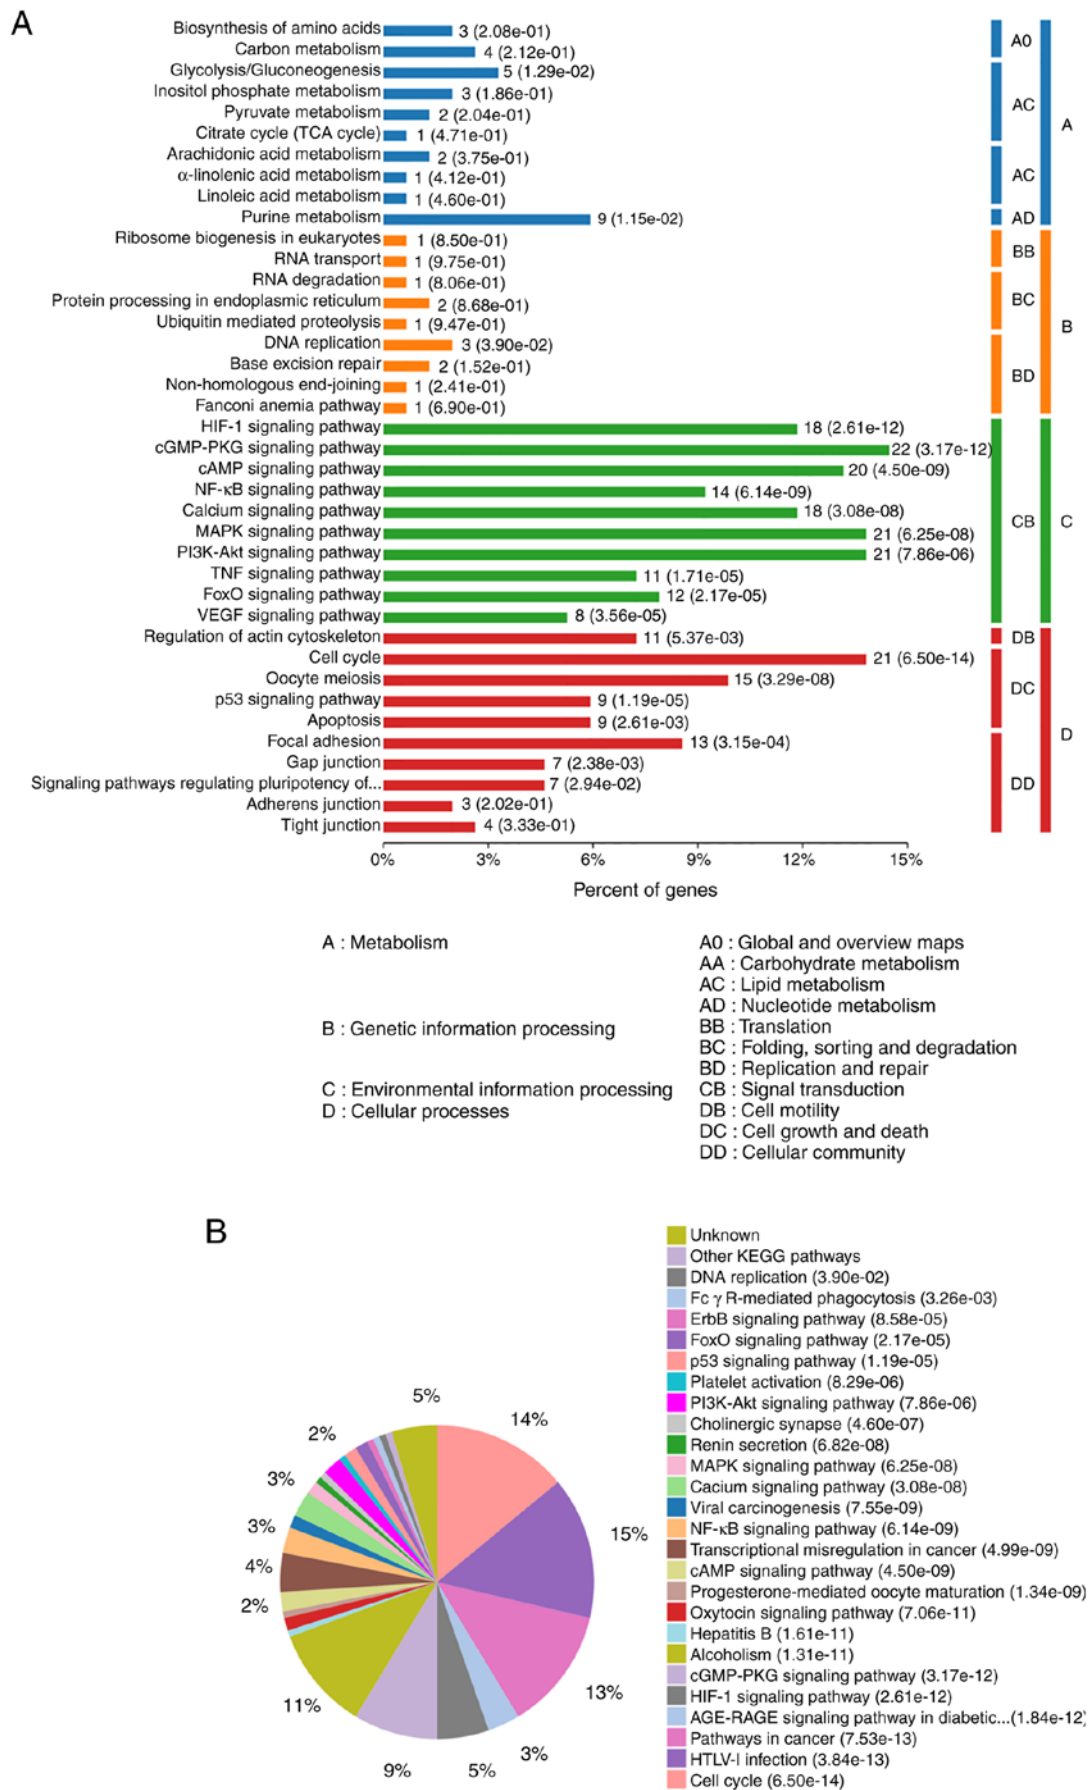 A
Biosynthesis of amino acids 3 (2.08e-01)
Carbon metabolism 4 (2.12e-01)
Glycolysis/Gluconeogenesis 5 (1.29e-02)
Inositol phosphate metabolism 3 (1.86e-01)
Pyruvate metabolism 2 (2.04e-01)
Citrate cycle (TCA cycle) 1 (4.71e-01)
Arachidonic acid metabolism 2 (3.75e-01)
α-linolenic acid metabolism 1 (4.12e-01)
Linoleic acid metabolism 1 (4.60e-01)
Purine metabolism 9 (1.15e-02)
Ribosome biogenesis in eukaryotes 1 (8.50e-01)
RNA transport 1 (9.75e-01)
RNA degradation 1 (8.06e-01)
Protein processing in endoplasmic reticulum 2 (8.68e-01)
Ubiquitin mediated proteolysis 1 (9.47e-01)
DNA replication 3 (3.90e-02)
Base excision repair 2 (1.52e-01)
Non-homologous end-joining 1 (2.41e-01)
Fanconi anemia pathway 1 (6.90e-01)
HIF-1 signaling pathway 18 (2.61e-12)
cGMP-PKG signaling pathway 22 (3.17e-12)
cAMP signaling pathway 20 (4.50e-09)
NF-κB signaling pathway 14 (6.14e-09)
Calcium signaling pathway 18 (3.08e-08)
MAPK signaling pathway 21 (6.25e-08)
PI3K-Akt signaling pathway 21 (7.86e-06)
TNF signaling pathway 11 (1.71e-05)
FoxO signaling pathway 12 (2.17e-05)
VEGF signaling pathway 8 (3.56e-05)
Regulation of actin cytoskeleton 11 (5.37e-03)
Cell cycle 21 (6.50e-14)
Oocyte meiosis 15 (3.29e-08)
p53 signaling pathway 9 (1.19e-05)
Apoptosis 9 (2.61e-03)
Focal adhesion 13 (3.15e-04)
Gap junction 7 (2.38e-03)
Signaling pathways regulating pluripotency of... 7 (2.94e-02)
Adherens junction 3 (2.02e-01)
Tight junction 4 (3.33e-01)
A0
AC
AC
AD
BB
BC
BD
CB
DB
DC
DD
A
B
C
D
0% 3% 6% 9% 12% 15%
Percent of genes
A : Metabolism
B : Genetic information processing
C : Environmental information processing
D : Cellular processes
A0 : Global and overview maps
AA : Carbohydrate metabolism
AC : Lipid metabolism
AD : Nucleotide metabolism
BB : Translation
BC : Folding, sorting and degradation
BD : Replication and repair
CB : Signal transduction
DB : Cell motility
DC : Cell growth and death
DD : Cellular community
B
5%
14%
15%
13%
3%
5%
9%
11%
2%
4%
3%
3%
2%
Unknown
Other KEGG pathways
DNA replication (3.90e-02)
Fc γ R-mediated phagocytosis (3.26e-03)
ErbB signaling pathway (8.58e-05)
FoxO signaling pathway (2.17e-05)
p53 signaling pathway (1.19e-05)
Platelet activation (8.29e-06)
PI3K-Akt signaling pathway (7.86e-06)
Cholinergic synapse (4.60e-07)
Renin secretion (6.82e-08)
MAPK signaling pathway (6.25e-08)
Cacium signaling pathway (3.08e-08)
Viral carcinogenesis (7.55e-09)
NF-κB signaling pathway (6.14e-09)
Transcriptional misregulation in cancer (4.99e-09)
cAMP signaling pathway (4.50e-09)
Progesterone-mediated oocyte maturation (1.34e-09)
Oxytocin signaling pathway (7.06e-11)
Hepatitis B (1.61e-11)
Alcoholism (1.31e-11)
cGMP-PKG signaling pathway (3.17e-12)
HIF-1 signaling pathway (2.61e-12)
AGE-RAGE signaling pathway in diabetic...(1.84e-12)
Pathways in cancer (7.53e-13)
HTLV-I infection (3.84e-13)
Cell cycle (6.50e-14)